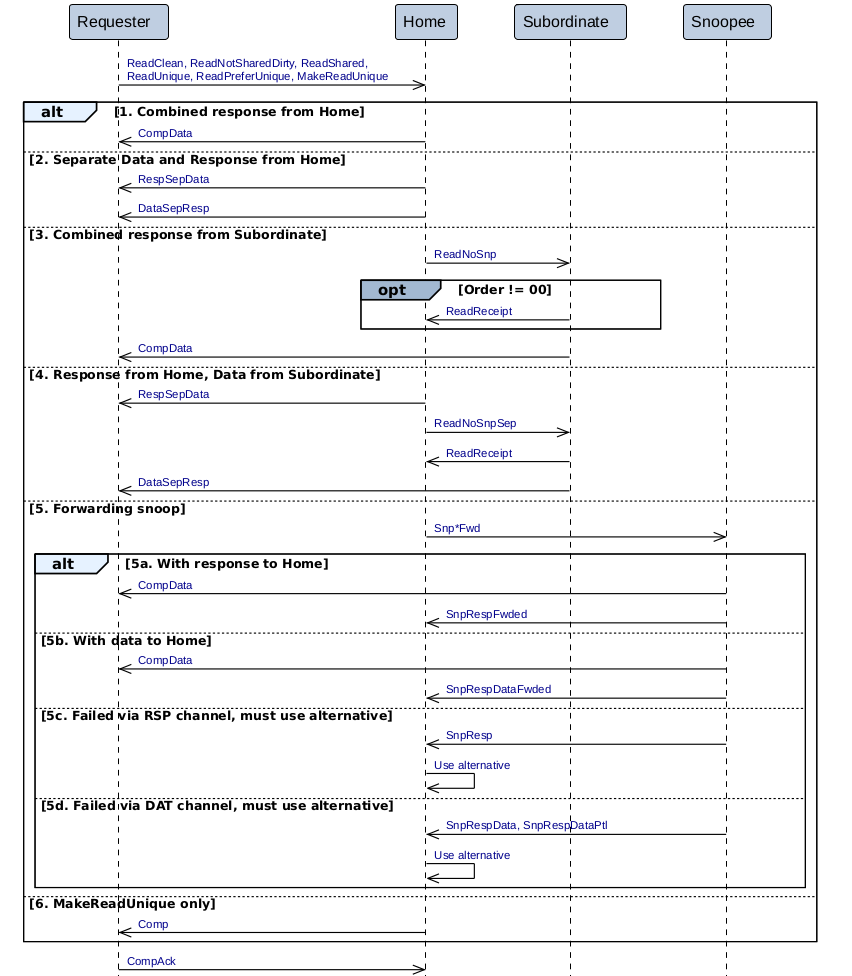 Requester Home Subordinate Snoopee
ReadClean, ReadNotSharedDirty, ReadShared,
ReadUnique, ReadPreferUnique, MakeReadUnique
alt [1. Combined response from Home]
CompData
[2. Separate Data and Response from Home]
RespSepData
DataSepResp
[3. Combined response from Subordinate]
ReadNoSnp
opt [Order != 00]
ReadReceipt
CompData
[4. Response from Home, Data from Subordinate]
RespSepData
ReadNoSnpSep
ReadReceipt
DataSepResp
[5. Forwarding snoop]
Snp*Fwd
alt [5a. With response to Home]
CompData
SnpRespFwded
[5b. With data to Home]
CompData
SnpRespDataFwded
[5c. Failed via RSP channel, must use alternative]
SnpResp
Use alternative
[5d. Failed via DAT channel, must use alternative]
SnpRespData, SnpRespDataPtl
Use alternative
[6. MakeReadUnique only]
Comp
CompAck